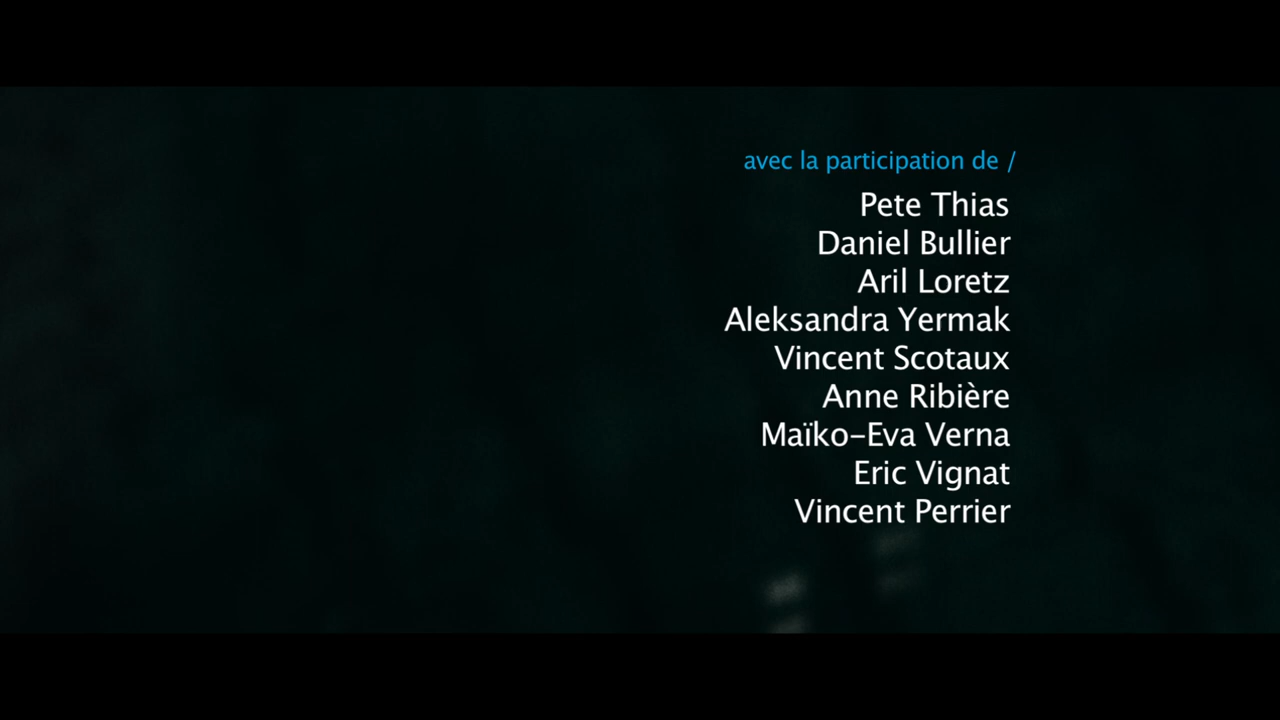 avec la participation de /
Pete Thias
Daniel Bullier
Aril Loretz
Aleksandra Yermak
Vincent Scotaux
Anne Ribière
Maïko-Eva Verna
Eric Vignat
Vincent Perrier